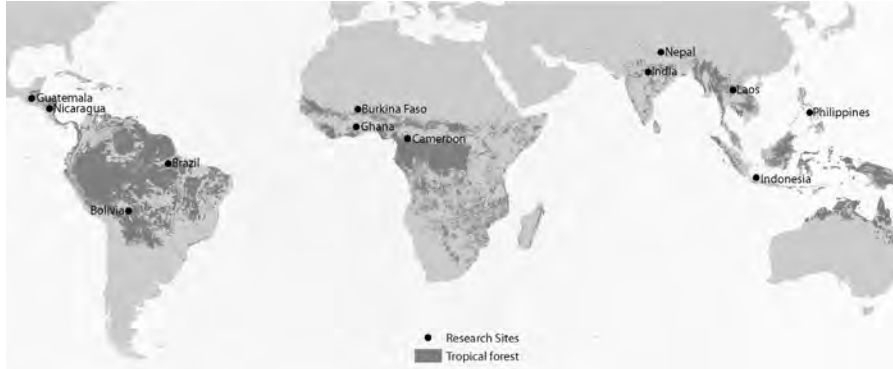 Nepal
India
Laos
Guatemala
Nicaragua
Burkina Faso
Philippines
Ghana
Cameroon
Brazil
Indonesia
Bolivia
Research Sites
Tropical forest